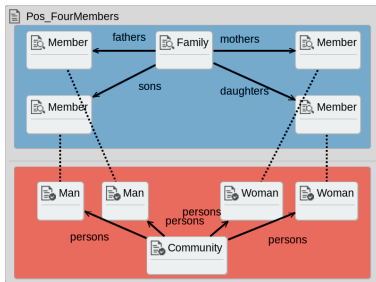 Pos_FourMembers
Member
fathers
Family
mothers
Member
sons
daughters
Member
Member
Man
Man
Woman
Woman
persons
persons
persons
persons
Community